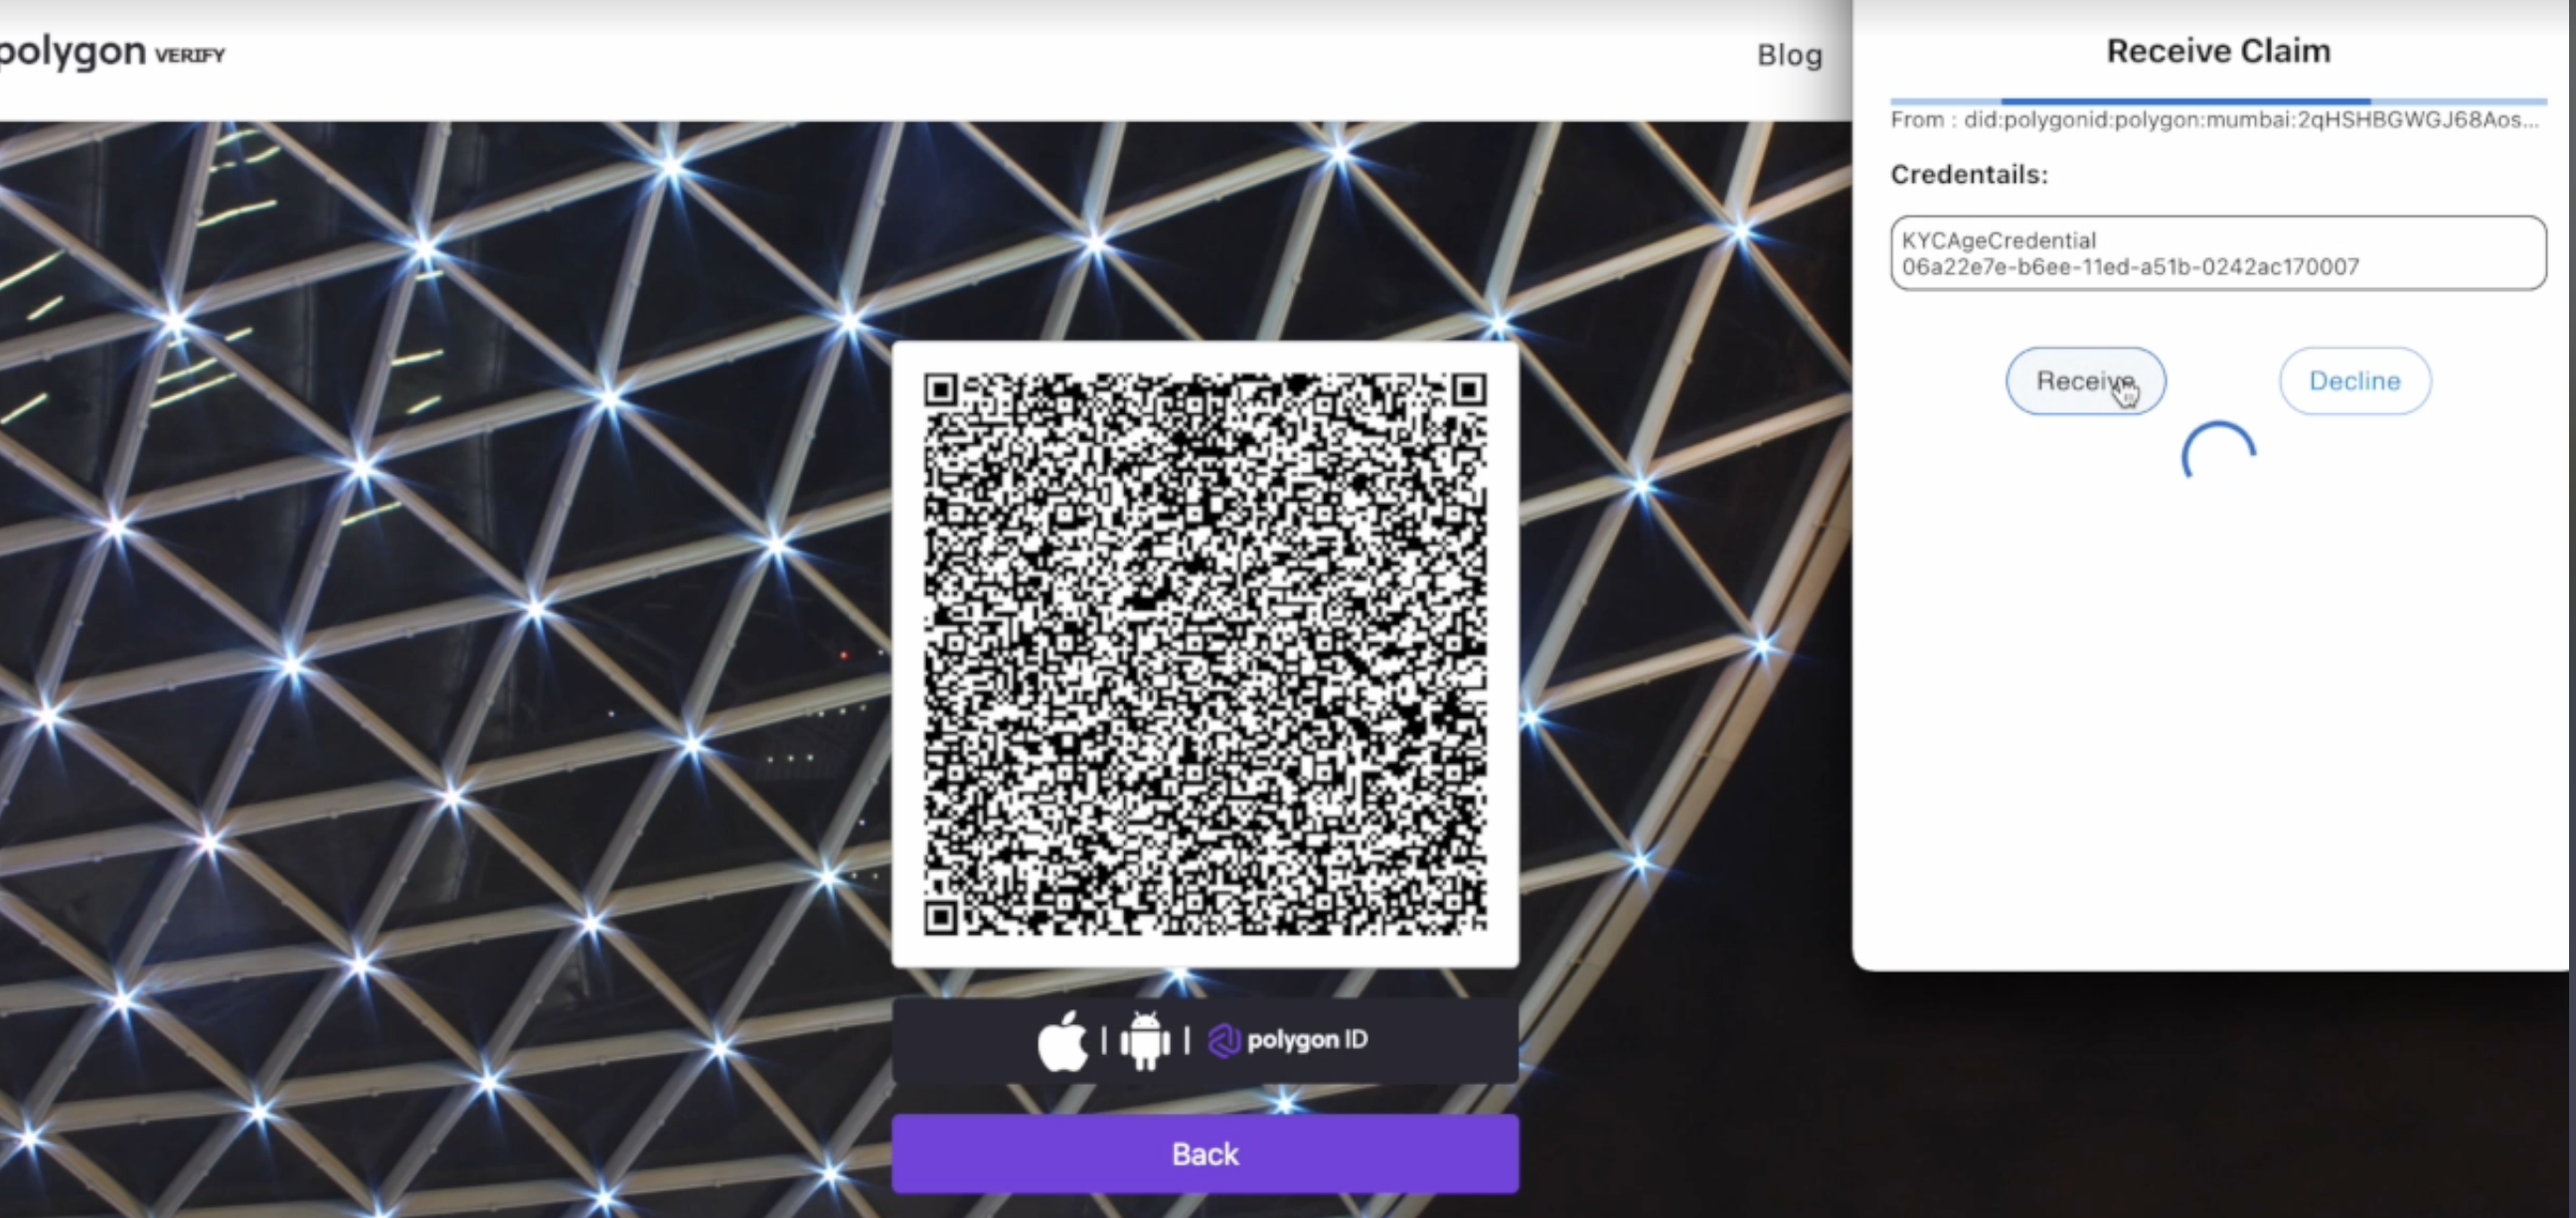 polygon VERIFY
Blog
Receive Claim
From : did:polygonid:polygon:mumbai:2qHSHBGWGJ68Aos...
Credentails:
KYCAgeCredential
06a22e7e-b6ee-11ed-a51b-0242ac170007
Receive
Decline
polygon ID
Back